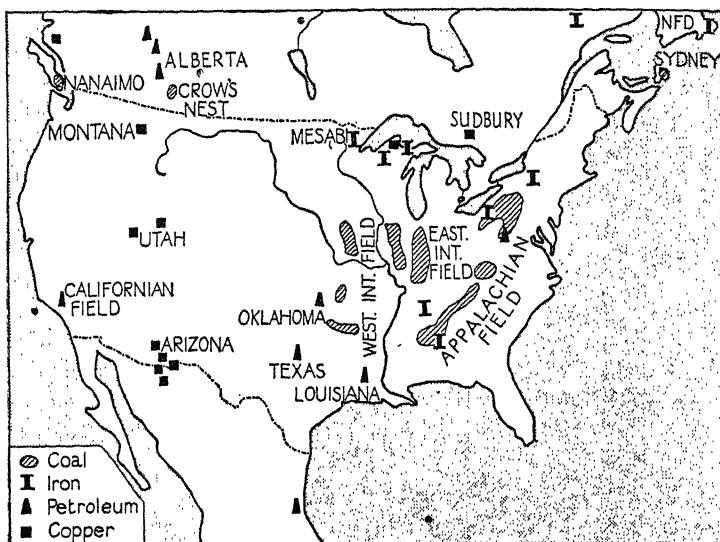 NFD
ALBERTA
SYDNEY
NANAIMO
CROW'S
NEST
MONTANA
MESABI
SUDBURY
UTAH
EAST.
INT.
FIELD
WEST. INT. FIELD
APPALACHIAN
FIELD
CALIFORNIAN
FIELD
OKLAHOMA
ARIZONA
TEXAS
LOUISIANA
Coal
Iron
Petroleum
Copper